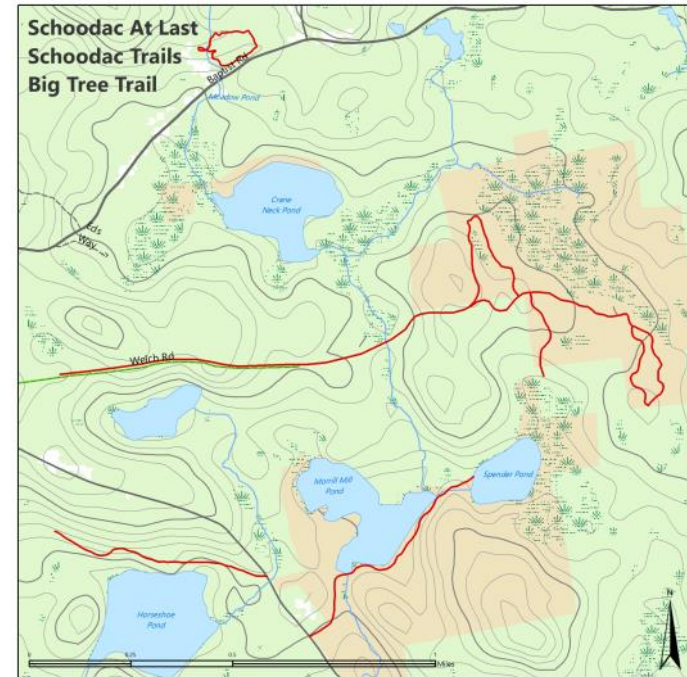 Schoodac At Last
Schoodac Trails
Big Tree Trail
Baptist Rd
Meadow Pond
Crane
Neck Pond
Eds
Way
Welch Rd
Morrill Mill
Pond
Spender Pond
Horseshoe
Pond
N
0
0.25
0.5
1
Miles